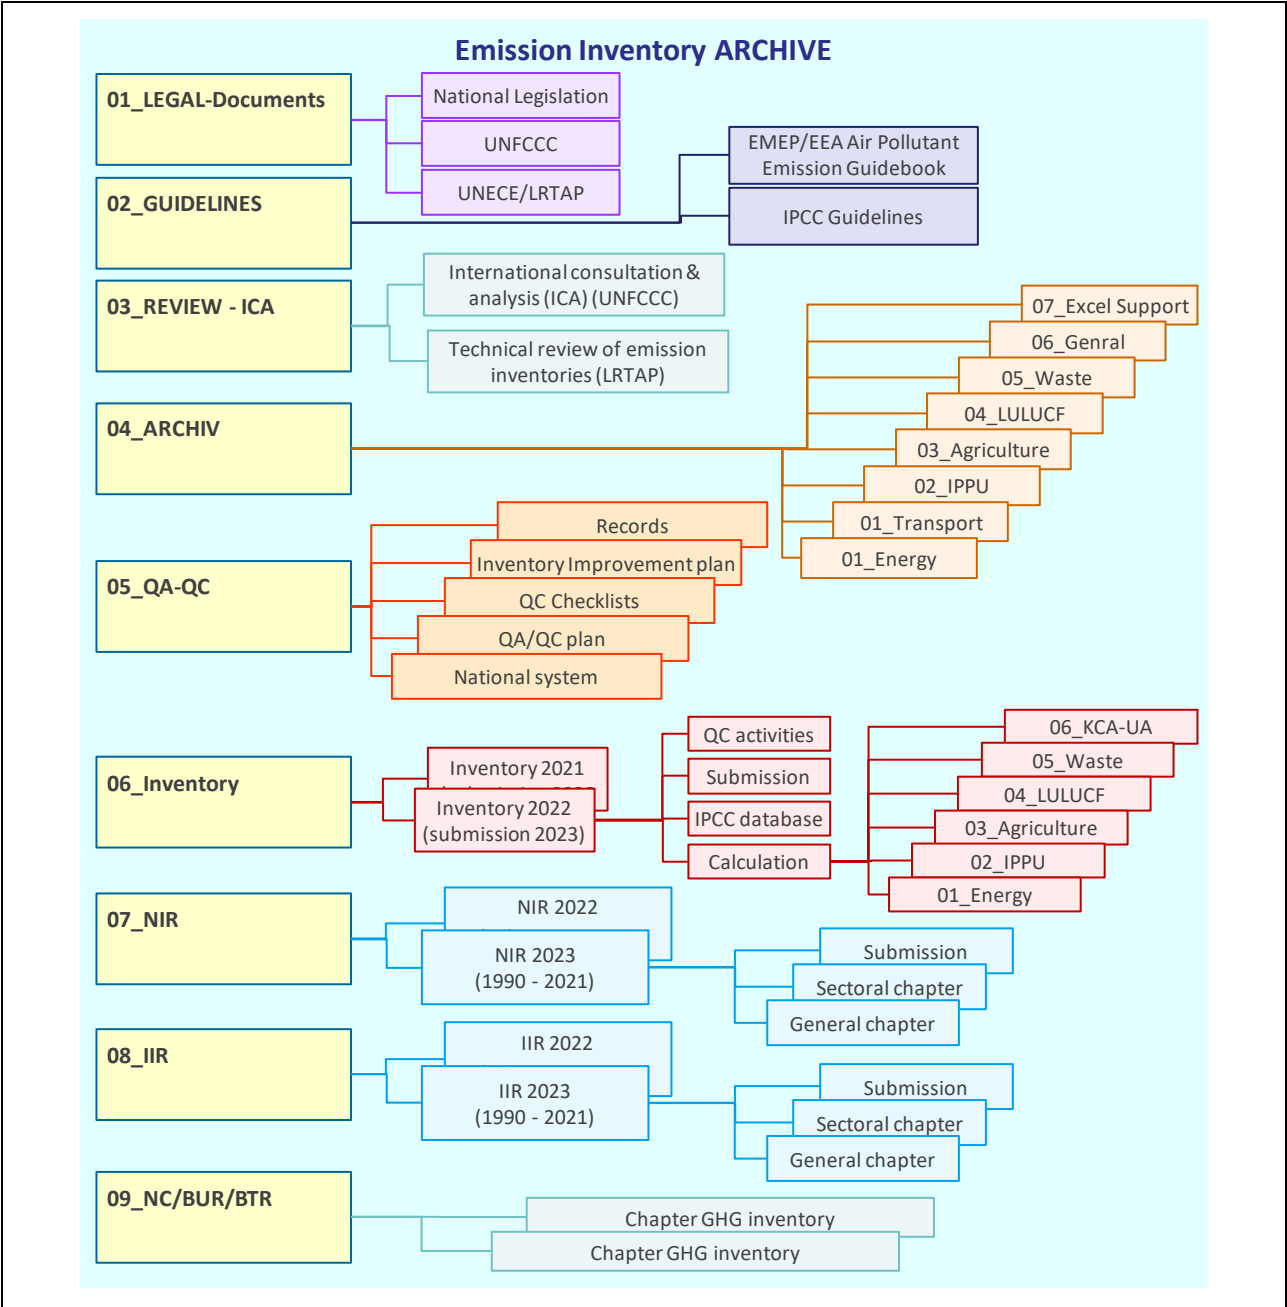 Emission Inventory ARCHIVE
01_LEGAL-Documents
National Legislation
UNFCCC
UNECE/LRTAP
02_GUIDELINES
EMEP/EEA Air Pollutant
Emission Guidebook
IPCC Guidelines
03_REVIEW - ICA
International consultation &
analysis (ICA) (UNFCCC)
Technical review of emission
inventories (LRTAP)
04_ARCHIV
07_Excel Support
06_Genral
05_Waste
04_LULUCF
03_Agriculture
02_IPPU
01_Transport
01_Energy
05_QA-QC
Records
Inventory Improvement plan
QC Checklists
QA/QC plan
National system
06_Inventory
Inventory 2021
Inventory 2022
(submission 2023)
QC activities
Submission
IPCC database
Calculation
06_KCA-UA
05_Waste
04_LULUCF
03_Agriculture
02_IPPU
01_Energy
07_NIR
NIR 2022
NIR 2023
(1990 - 2021)
Submission
Sectoral chapter
General chapter
08_IIR
IIR 2022
IIR 2023
(1990 - 2021)
Submission
Sectoral chapter
General chapter
09_NC/BUR/BTR
Chapter GHG inventory
Chapter GHG inventory